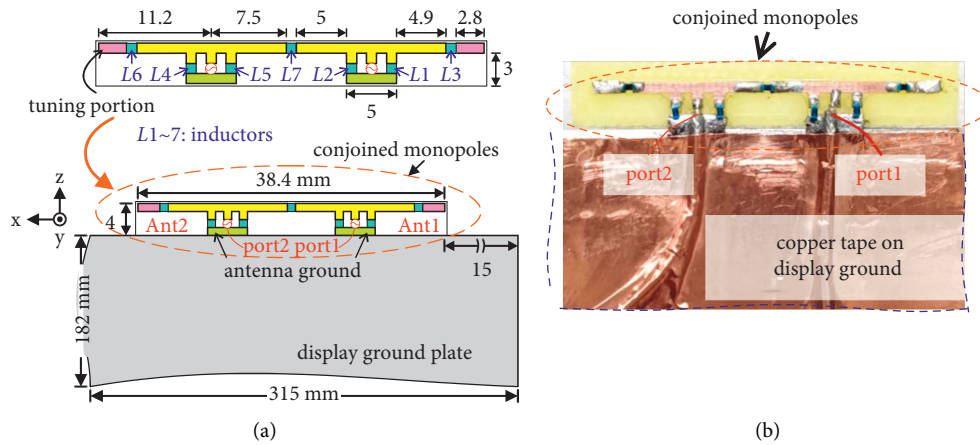 11.2 7.5 5 4.9 2.8
L6 L4 L5 L7 L2 L1 L3
3
5
tuning portion
L1~7: inductors
conjoined monopoles
38.4 mm
z
x
y
4
Ant2
Ant1
port2 port1
antenna ground
15
182 mm
display ground plate
315 mm
(a)
conjoined monopoles
port2
port1
copper tape on
display ground
(b)